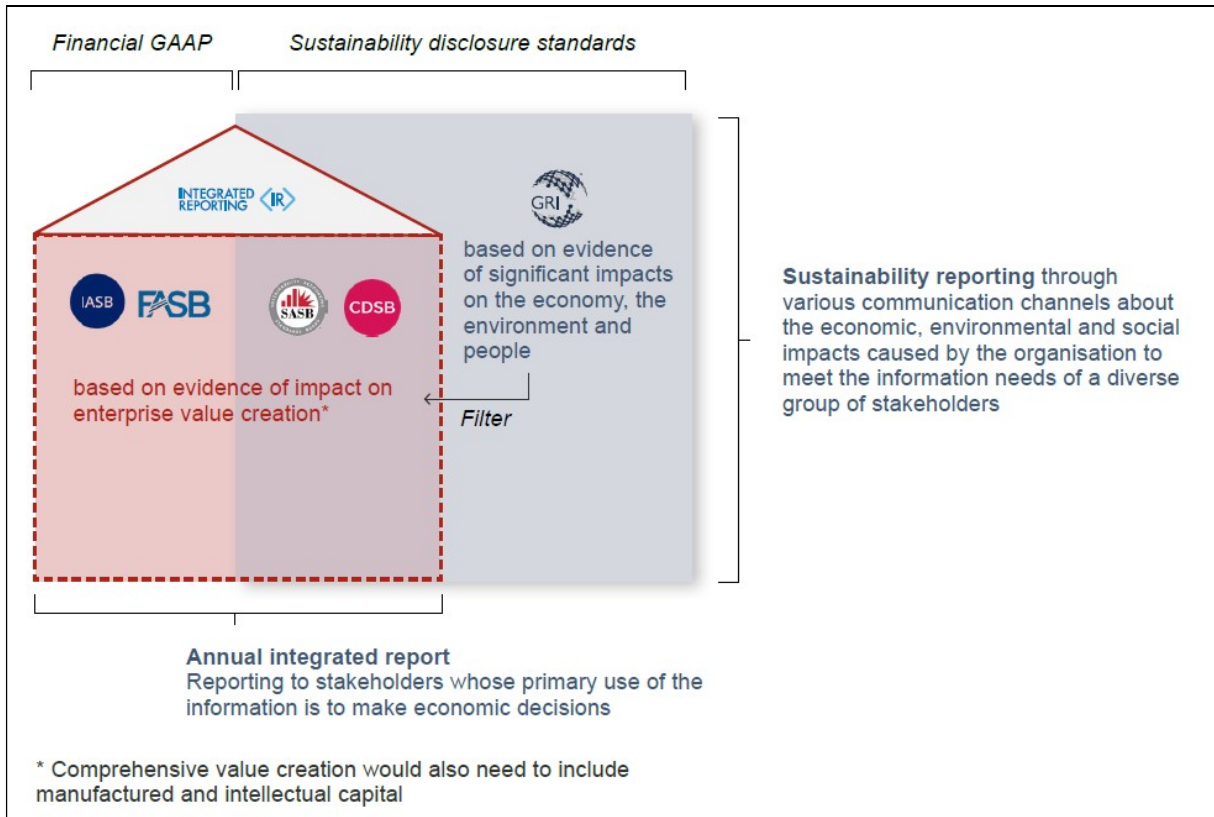 Financial GAAP
Sustainability disclosure standards
INTEGRATED
REPORTING <IR>
GRI
based on evidence
of significant impacts
on the economy, the
environment and
people
IASB
FASB
SASB
CDSB
based on evidence of impact on
enterprise value creation*
Filter
Sustainability reporting through
various communication channels about
the economic, environmental and social
impacts caused by the organisation to
meet the information needs of a diverse
group of stakeholders
Annual integrated report
Reporting to stakeholders whose primary use of the
information is to make economic decisions
* Comprehensive value creation would also need to include
manufactured and intellectual capital